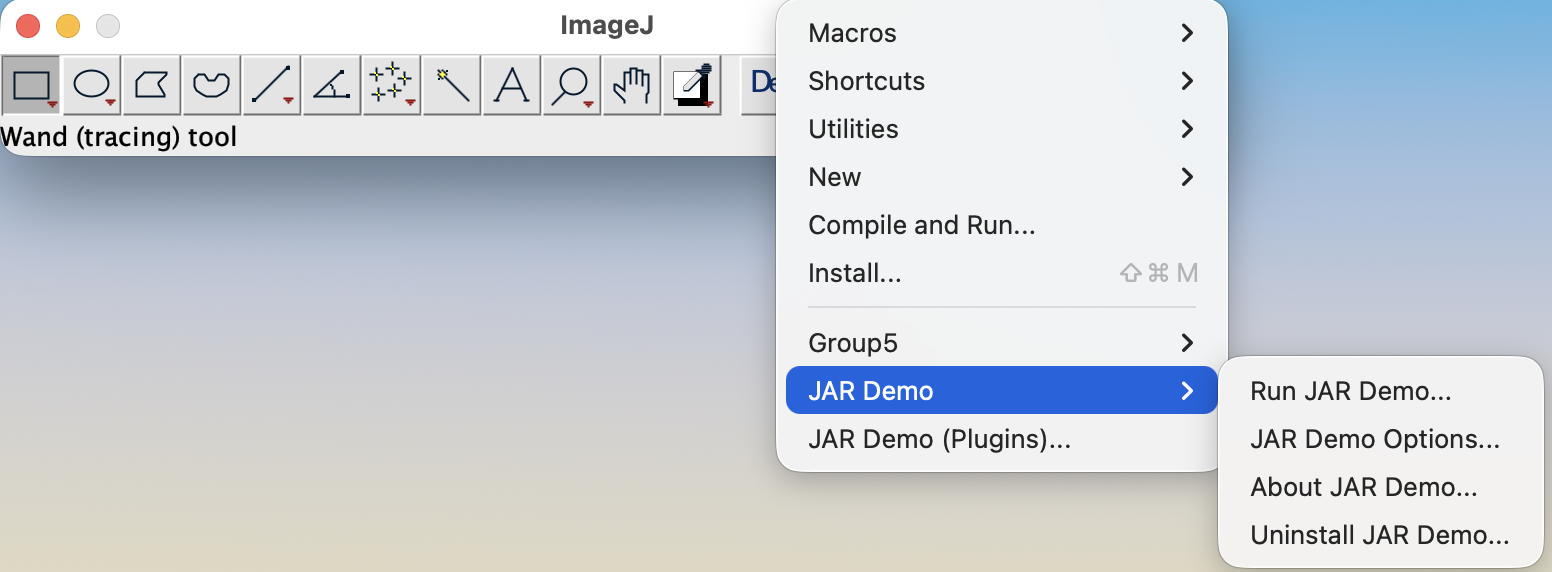 ImageJ
Wand (tracing) tool
Macros
Shortcuts
Utilities
New
Compile and Run...
Install... ⇧ ⌘ M
Group5
JAR Demo
JAR Demo (Plugins)...
Run JAR Demo...
JAR Demo Options...
About JAR Demo...
Uninstall JAR Demo...